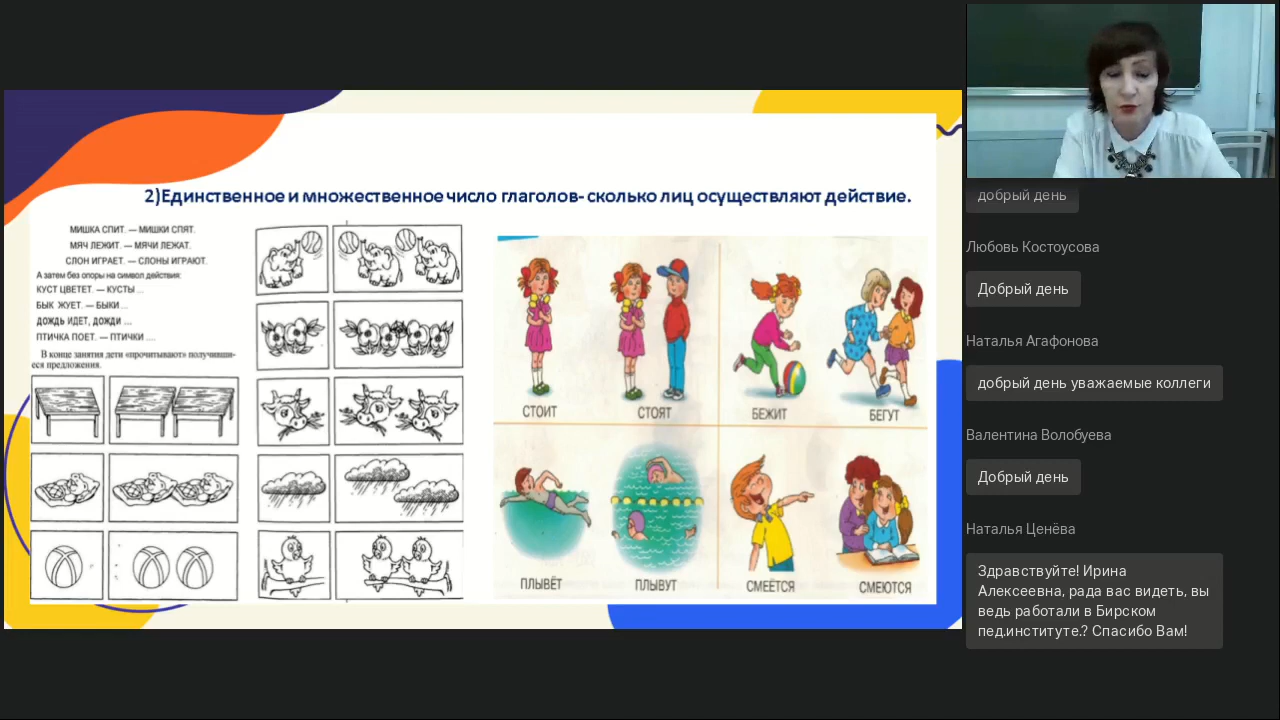 2)Единственное и множественное число глаголов- сколько лиц осуществляют действие.
МИШКА СПИТ. — МИШКИ СПЯТ.
МЯЧ ЛЕЖИТ. — МЯЧИ ЛЕЖАТ.
СЛОН ИГРАЕТ. — СЛОНЫ ИГРАЮТ.
А затем без опоры на символ действия:
КУСТ ЦВЕТЕТ. — КУСТЫ ...
БЫК ЖУЕТ. — БЫКИ ...
ДОЖДЬ ИДЕТ, ДОЖДИ ...
ПТИЧКА ПОЕТ. — ПТИЧКИ ....
В конце занятия дети «прочитывают» получивши-
еся предложения.
СТОИТ
СТОЯТ
БЕЖИТ
БЕГУТ
ПЛЫВЁТ
ПЛЫВУТ
СМЕЁТСЯ
СМЕЮТСЯ
добрый день
Любовь Костоусова
Добрый день
Наталья Агафонова
добрый день уважаемые коллеги
Валентина Волобуева
Добрый день
Наталья Ценёва
Здравствуйте! Ирина
Алексеевна, рада вас видеть, вы
ведь работали в Бирском
пед.институте.? Спасибо Вам!